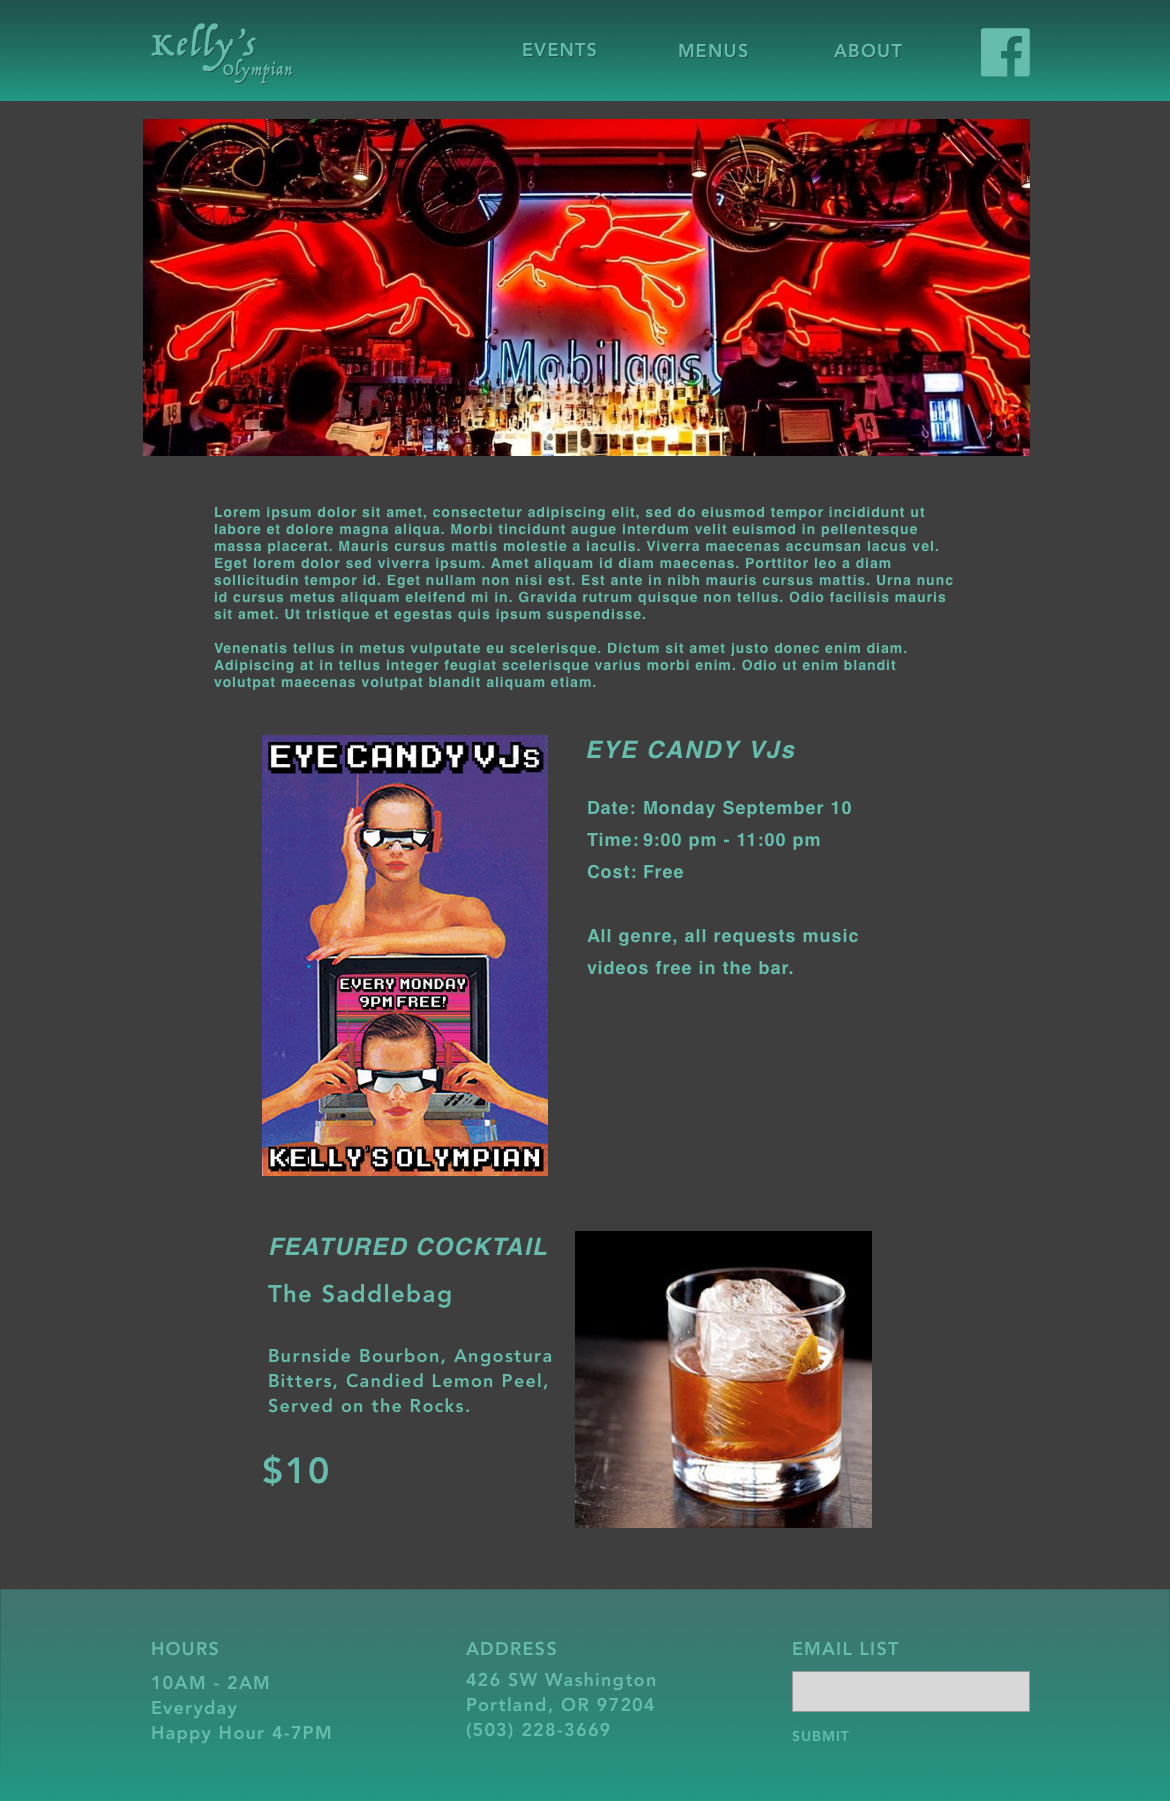 Kelly's
Olympian
EVENTS
MENUS
ABOUT
Mobilgas
18
14
Lorem ipsum dolor sit amet, consectetur adipiscing elit, sed do eiusmod tempor incididunt ut
labore et dolore magna aliqua. Morbi tincidunt augue interdum velit euismod in pellentesque
massa placerat. Mauris cursus mattis molestie a iaculis. Viverra maecenas accumsan lacus vel.
Eget lorem dolor sed viverra ipsum. Amet aliquam id diam maecenas. Porttitor leo a diam
sollicitudin tempor id. Eget nullam non nisi est. Est ante in nibh mauris cursus mattis. Urna nunc
id cursus metus aliquam eleifend mi in. Gravida rutrum quisque non tellus. Odio facilisis mauris
sit amet. Ut tristique et egestas quis ipsum suspendisse.
Venenatis tellus in metus vulputate eu scelerisque. Dictum sit amet justo donec enim diam.
Adipiscing at in tellus integer feugiat scelerisque varius morbi enim. Odio ut enim blandit
volutpat maecenas volutpat blandit aliquam etiam.
EYE CANDY VJs
EVERY MONDAY
9PM FREE!
KELLY'S OLYMPIAN
EYE CANDY VJs
Date: Monday September 10
Time: 9:00 pm - 11:00 pm
Cost: Free
All genre, all requests music
videos free in the bar.
FEATURED COCKTAIL
The Saddlebag
Burnside Bourbon, Angostura
Bitters, Candied Lemon Peel,
Served on the Rocks.
$10
HOURS
10AM - 2AM
Everyday
Happy Hour 4-7PM
ADDRESS
426 SW Washington
Portland, OR 97204
(503) 228-3669
EMAIL LIST
SUBMIT